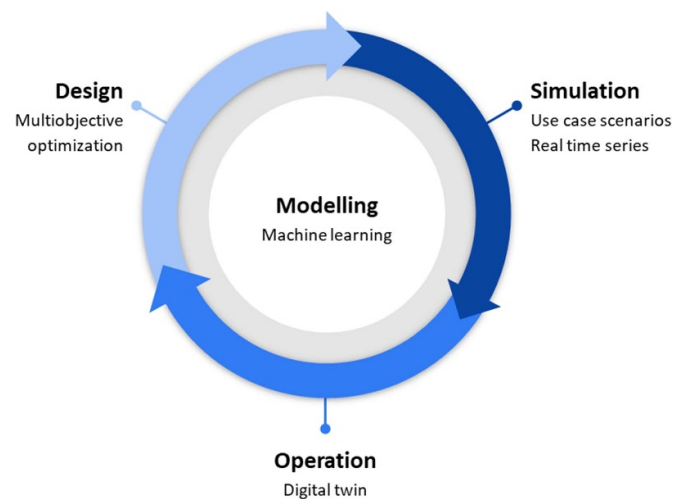 Design
Multiobjective
optimization
Simulation
Use case scenarios
Real time series
Modelling
Machine learning
Operation
Digital twin